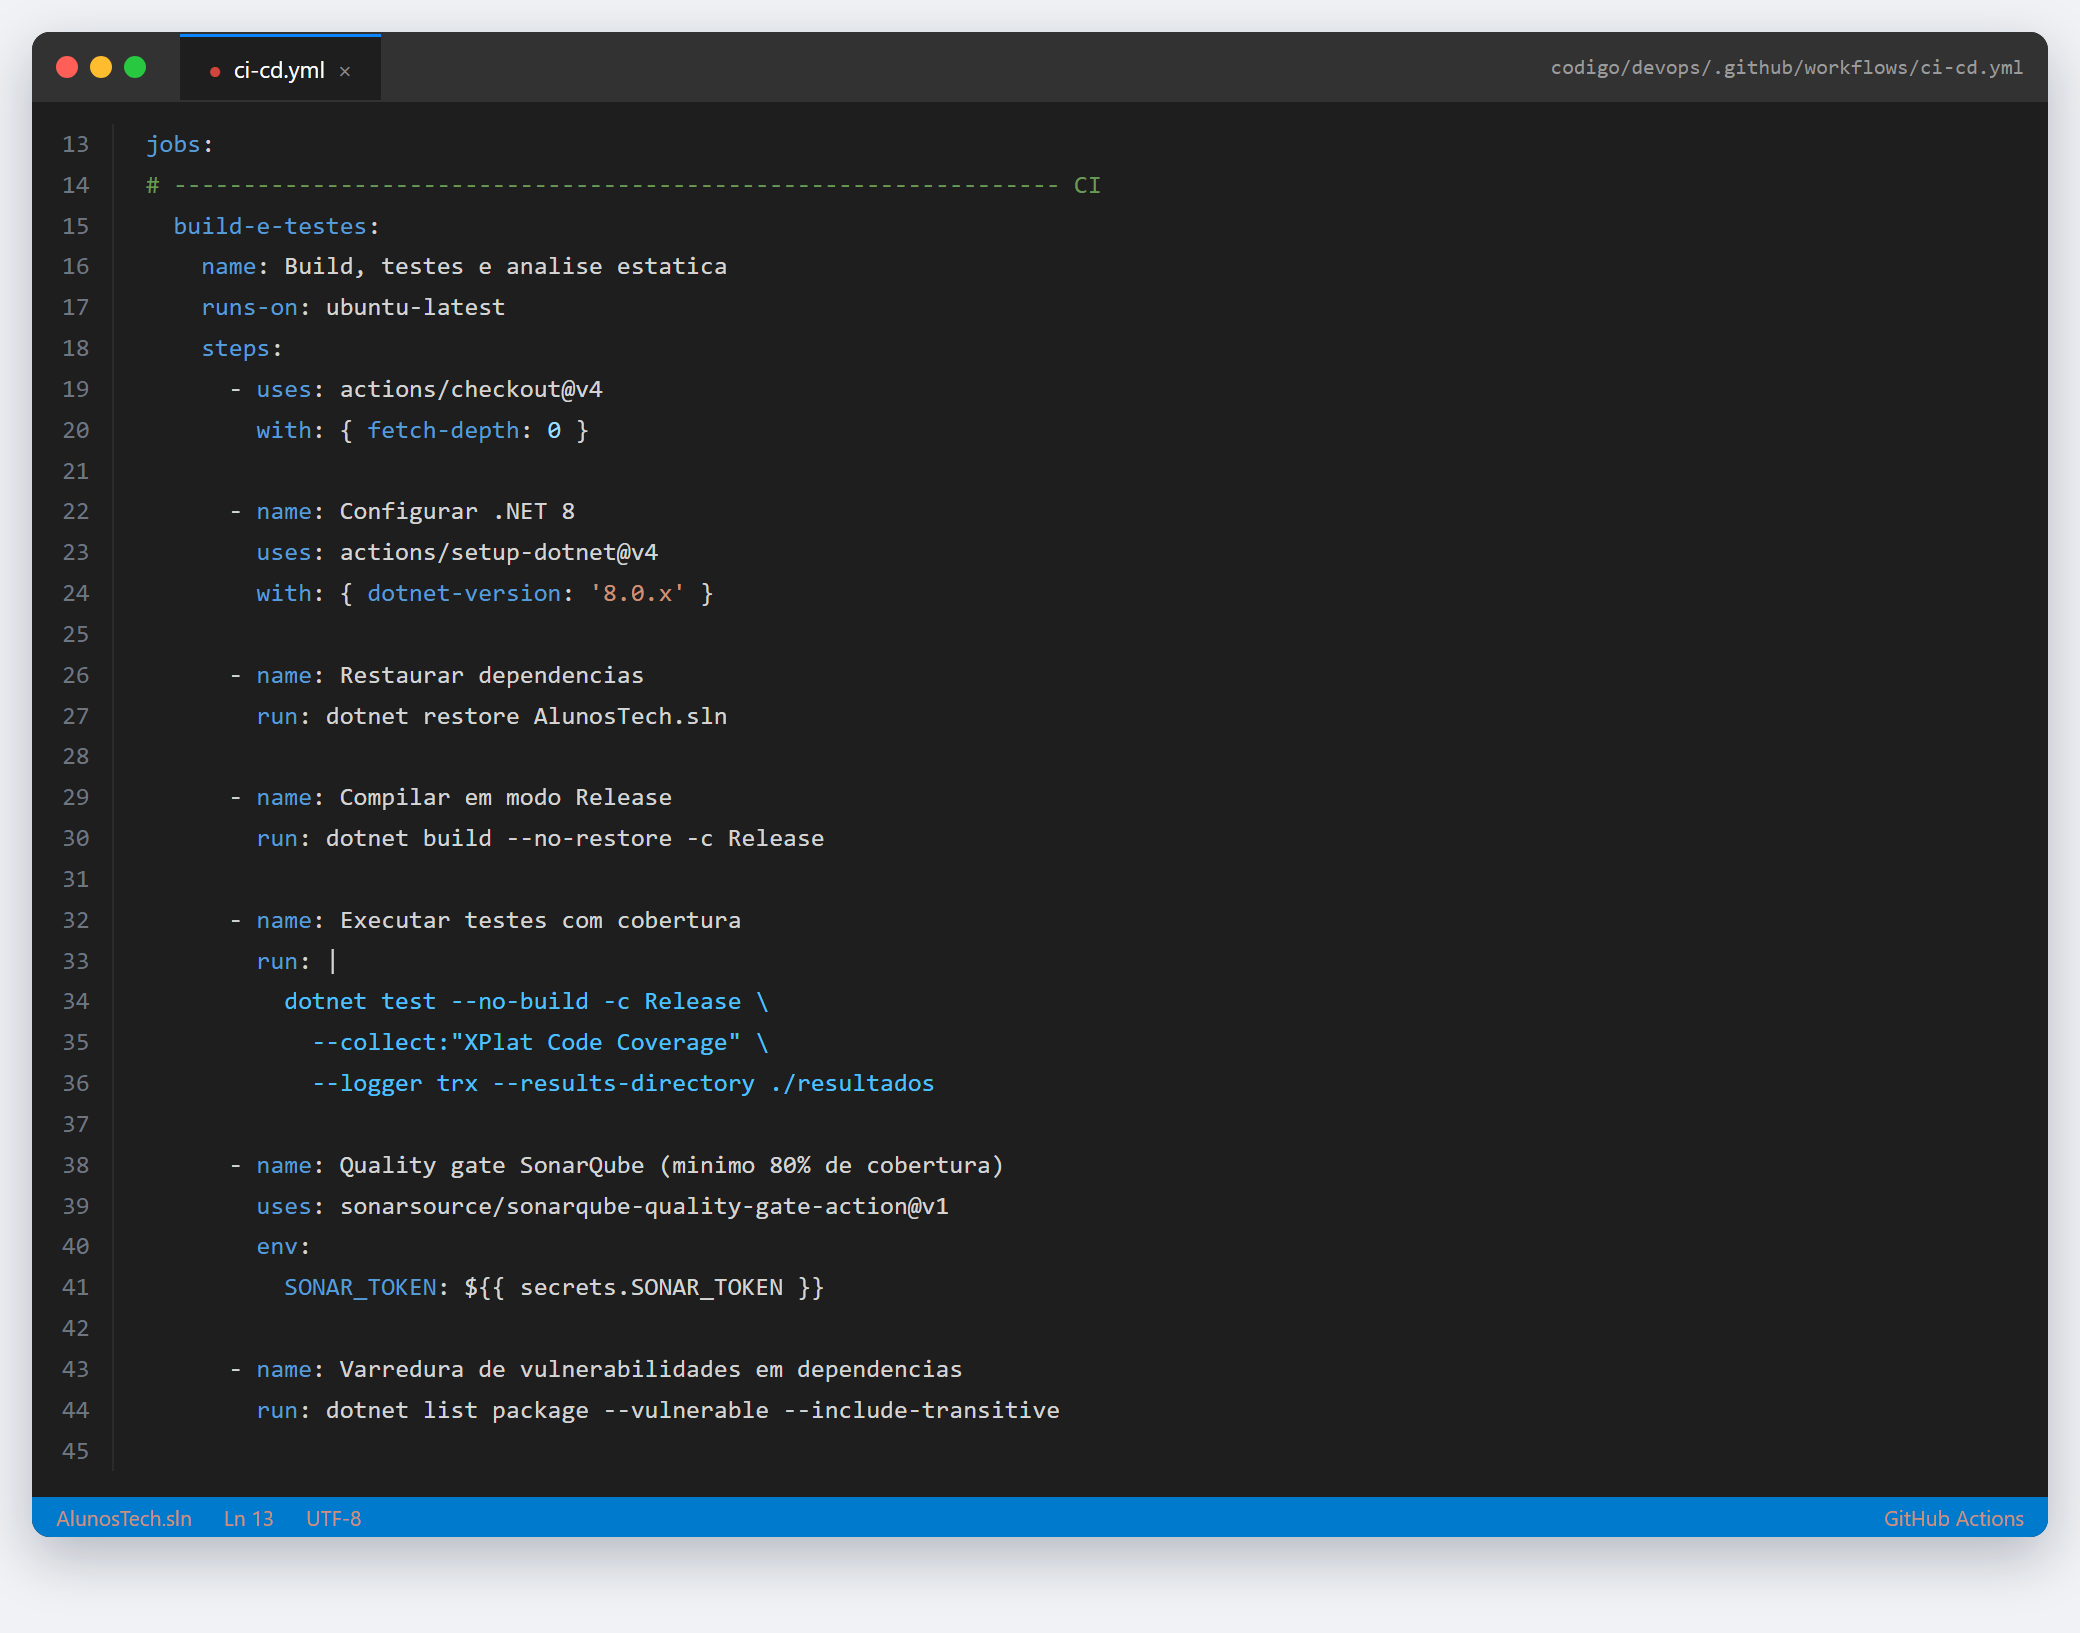 ci-cd.yml ×
codigo/devops/.github/workflows/ci-cd.yml
13 jobs:
14 # ---------------------------------------------------------------- CI
15   build-e-testes:
16     name: Build, testes e analise estatica
17     runs-on: ubuntu-latest
18     steps:
19       - uses: actions/checkout@v4
20         with: { fetch-depth: 0 }
21
22       - name: Configurar .NET 8
23         uses: actions/setup-dotnet@v4
24         with: { dotnet-version: '8.0.x' }
25
26       - name: Restaurar dependencias
27         run: dotnet restore AlunosTech.sln
28
29       - name: Compilar em modo Release
30         run: dotnet build --no-restore -c Release
31
32       - name: Executar testes com cobertura
33         run: |
34           dotnet test --no-build -c Release \
35             --collect:"XPlat Code Coverage" \
36             --logger trx --results-directory ./resultados
37
38       - name: Quality gate SonarQube (minimo 80% de cobertura)
39         uses: sonarsource/sonarqube-quality-gate-action@v1
40         env:
41           SONAR_TOKEN: ${{ secrets.SONAR_TOKEN }}
42
43       - name: Varredura de vulnerabilidades em dependencias
44         run: dotnet list package --vulnerable --include-transitive
45
AlunosTech.sln Ln 13 UTF-8 GitHub Actions